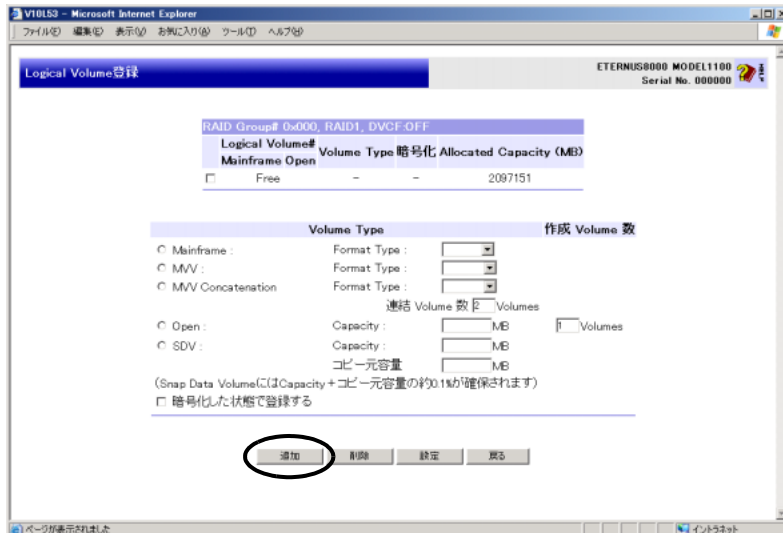 V10L53 - Microsoft Internet Explorer
ファイル(F) 編集(E) 表示(V) お気に入り(A) ツール(T) ヘルプ(H)
Logical Volume登録
ETERNUS8000 MODEL1100
Serial No. 000000
RAID Group# 0x000, RAID1, DVCF:OFF
Logical Volume#
Mainframe Open
Volume Type 暗号化 Allocated Capacity (MB)
Free - - 2097151
Volume Type 作成 Volume 数
Mainframe : Format Type :
MVV : Format Type :
MVV Concatenation Format Type :
連結 Volume 数 2 Volumes
Open : Capacity : MB 1 Volumes
SDV : Capacity : MB
コピー元容量 MB
(Snap Data VolumeにはCapacity+コピー元容量の約0.1%が確保されます)
暗号化した状態で登録する
追加 削除 設定 戻る
ページが表示されました イントラネット